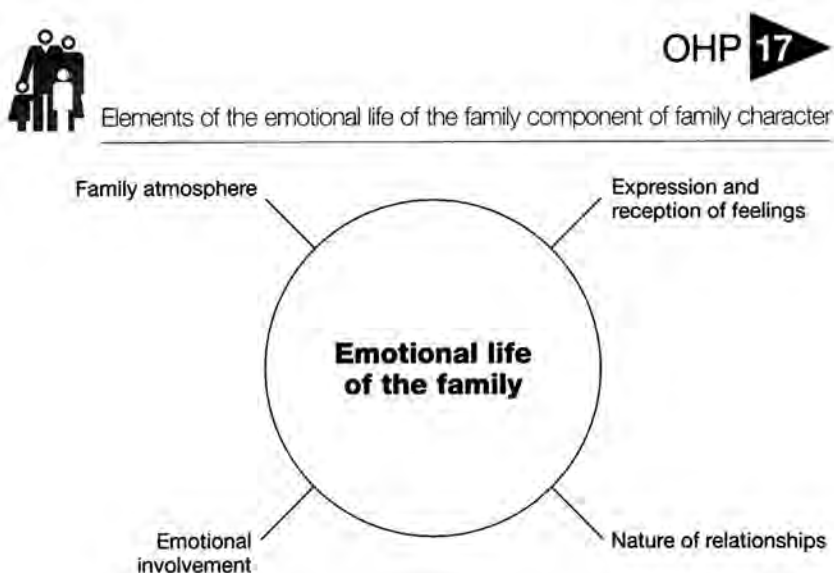 OHP 17
Elements of the emotional life of the family component of family character
Family atmosphere
Expression and
reception of feelings
Emotional life
of the family
Emotional
involvement
Nature of relationships